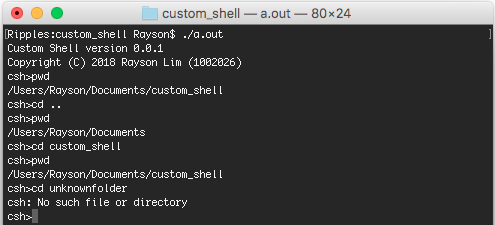 custom_shell — a.out — 80×24
[Ripples:custom_shell Rayson$ ./a.out ]
Custom Shell version 0.0.1
Copyright (C) 2018 Rayson Lim (1002026)
csh>pwd
/Users/Rayson/Documents/custom_shell
csh>cd ..
csh>pwd
/Users/Rayson/Documents
csh>cd custom_shell
csh>pwd
/Users/Rayson/Documents/custom_shell
csh>cd unknownfolder
csh: No such file or directory
csh>